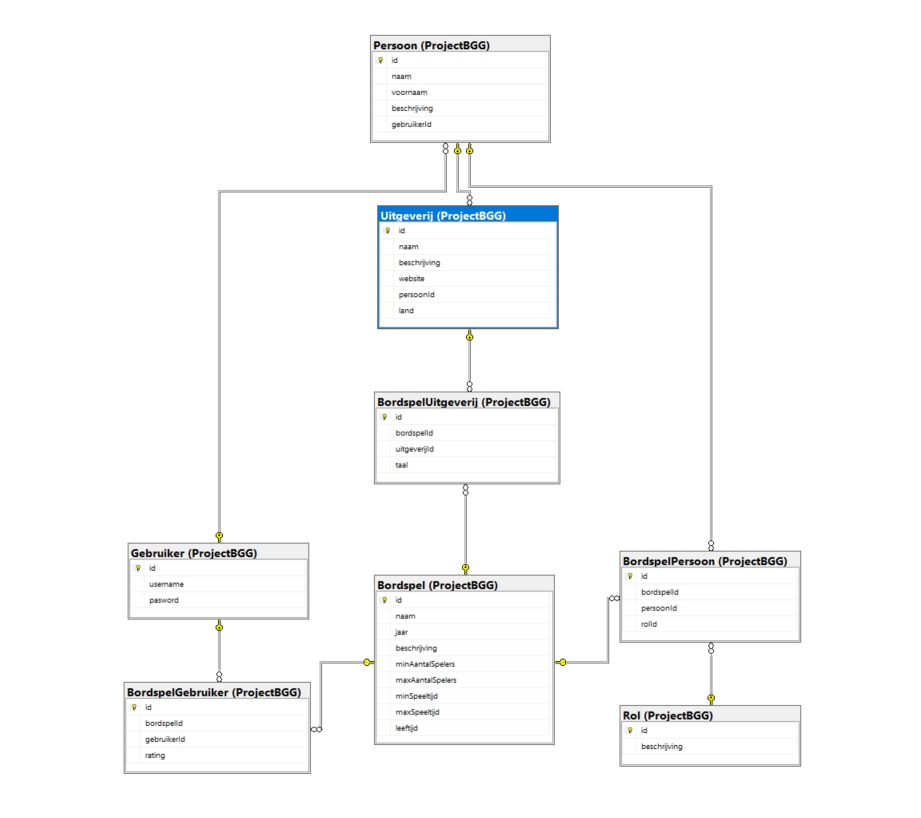 Persoon (ProjectBGG)
id
naam
voornaam
beschrijving
gebruikerId
Uitgeverij (ProjectBGG)
id
naam
beschrijving
website
persoonId
land
BordspelUitgeverij (ProjectBGG)
id
bordspelId
uitgeverijId
taal
Gebruiker (ProjectBGG)
id
username
pasword
BordspelPersoon (ProjectBGG)
id
bordspelId
persoonId
rolId
Bordspel (ProjectBGG)
id
naam
jaar
beschrijving
minAantalSpelers
maxAantalSpelers
minSpeeltijd
maxSpeeltijd
leeftijd
BordspelGebruiker (ProjectBGG)
id
bordspelId
gebruikerId
rating
Rol (ProjectBGG)
id
beschrijving